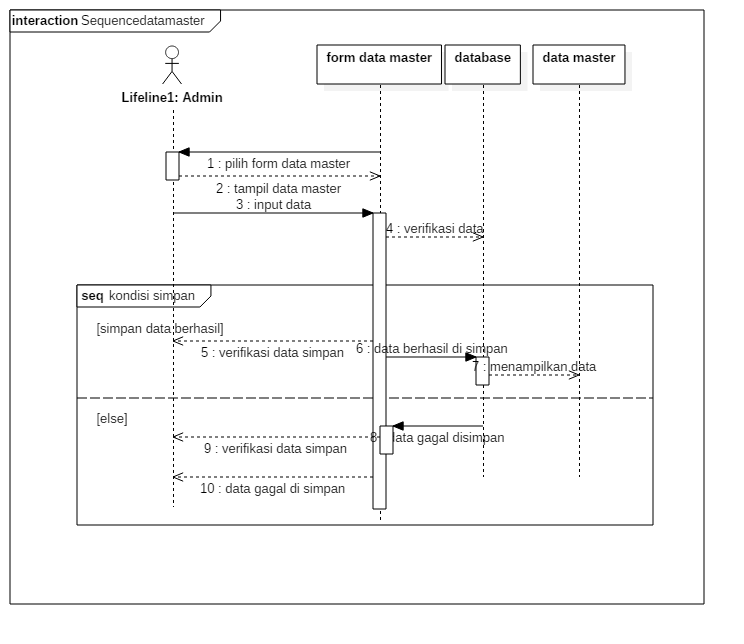 interaction Sequencedatamaster
form data master
database
data master
Lifeline1: Admin
1 : pilih form data master
2 : tampil data master
3 : input data
4 : verifikasi data
seq kondisi simpan
[simpan data berhasil]
5 : verifikasi data simpan
6 : data berhasil di simpan
7 : menampilkan data
[else]
8 : data gagal disimpan
9 : verifikasi data simpan
10 : data gagal di simpan